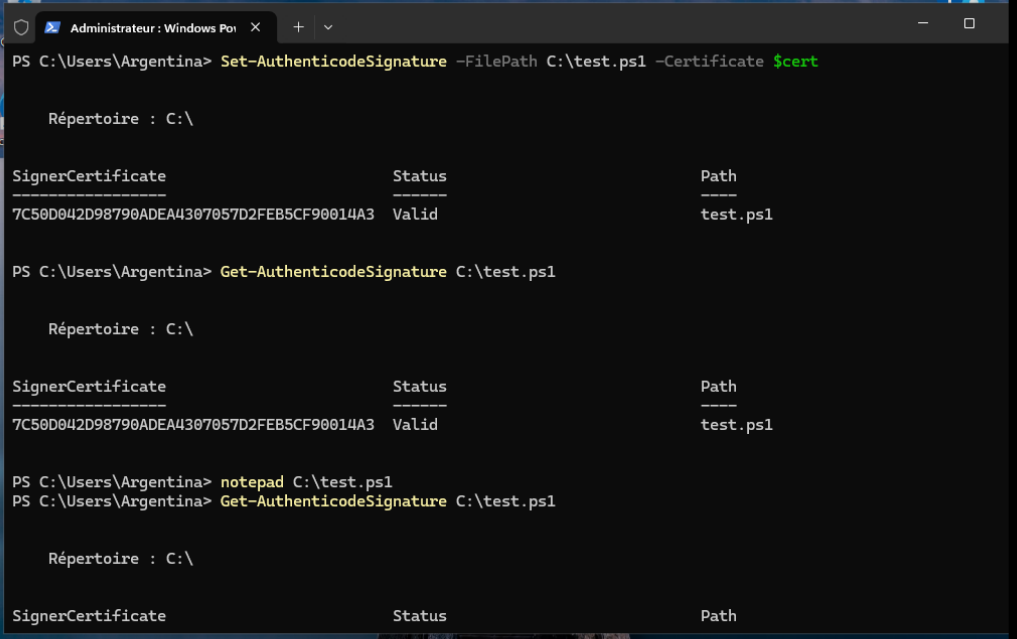 Administrateur : Windows Pov
PS C:\Users\Argentina> Set-AuthenticodeSignature -FilePath C:\test.ps1 -Certificate $cert
Répertoire : C:\
SignerCertificate Status Path
----------------- ------ ----
7C50D042D98790ADEA4307057D2FEB5CF90014A3 Valid test.ps1
PS C:\Users\Argentina> Get-AuthenticodeSignature C:\test.ps1
Répertoire : C:\
SignerCertificate Status Path
----------------- ------ ----
7C50D042D98790ADEA4307057D2FEB5CF90014A3 Valid test.ps1
PS C:\Users\Argentina> notepad C:\test.ps1
PS C:\Users\Argentina> Get-AuthenticodeSignature C:\test.ps1
Répertoire : C:\
SignerCertificate Status Path